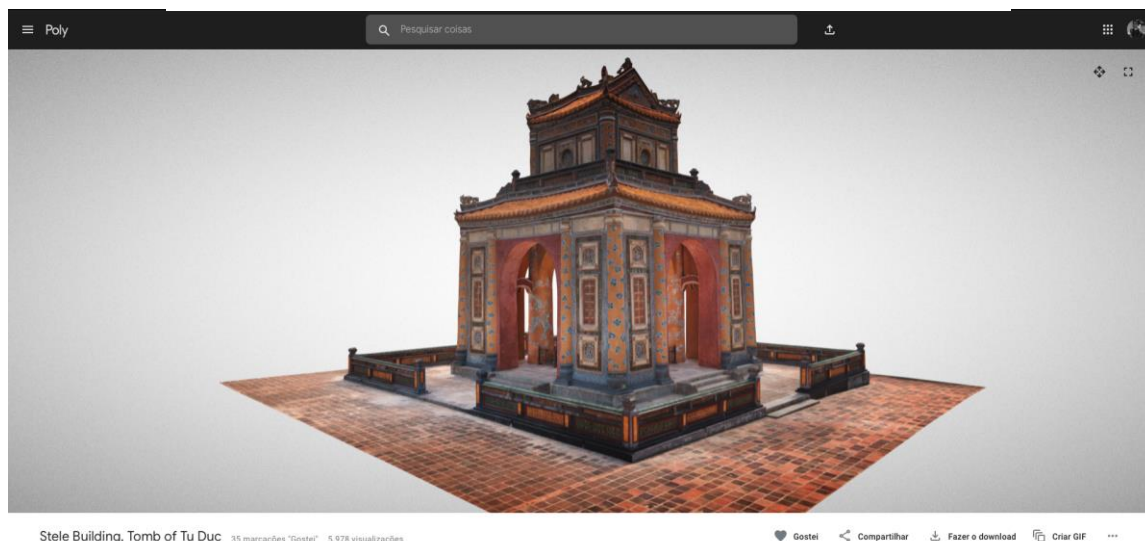 Poly
Pesquisar coisas
Stele Building, Tomb of Tu Duc 35 marcações "Gostei" 5.978 visualizações
Gostei Compartilhar Fazer o download Criar GIF